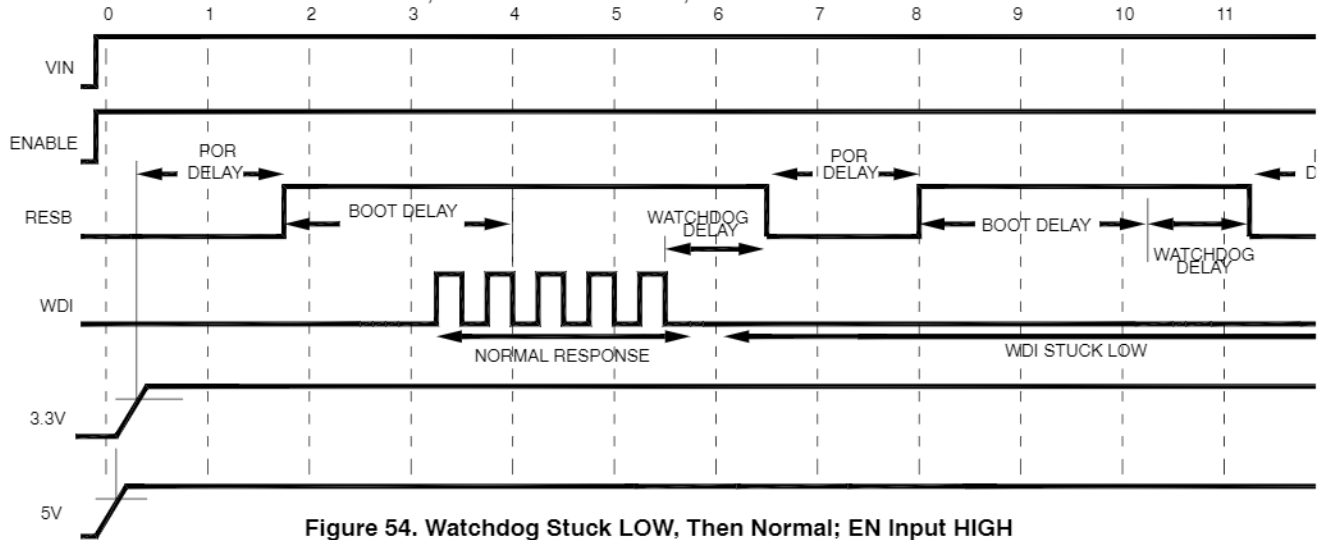 0 1 2 3 4 5 6 7 8 9 10 11
VIN
ENABLE
POR
DELAY
POR
DELAY
RESB
BOOT DELAY
WATCHDOG
DELAY
BOOT DELAY
WATCHDOG
DELAY
WDI
NORMAL RESPONSE
WDI STUCK LOW
3.3V
5V
Figure 54. Watchdog Stuck LOW, Then Normal; EN Input HIGH